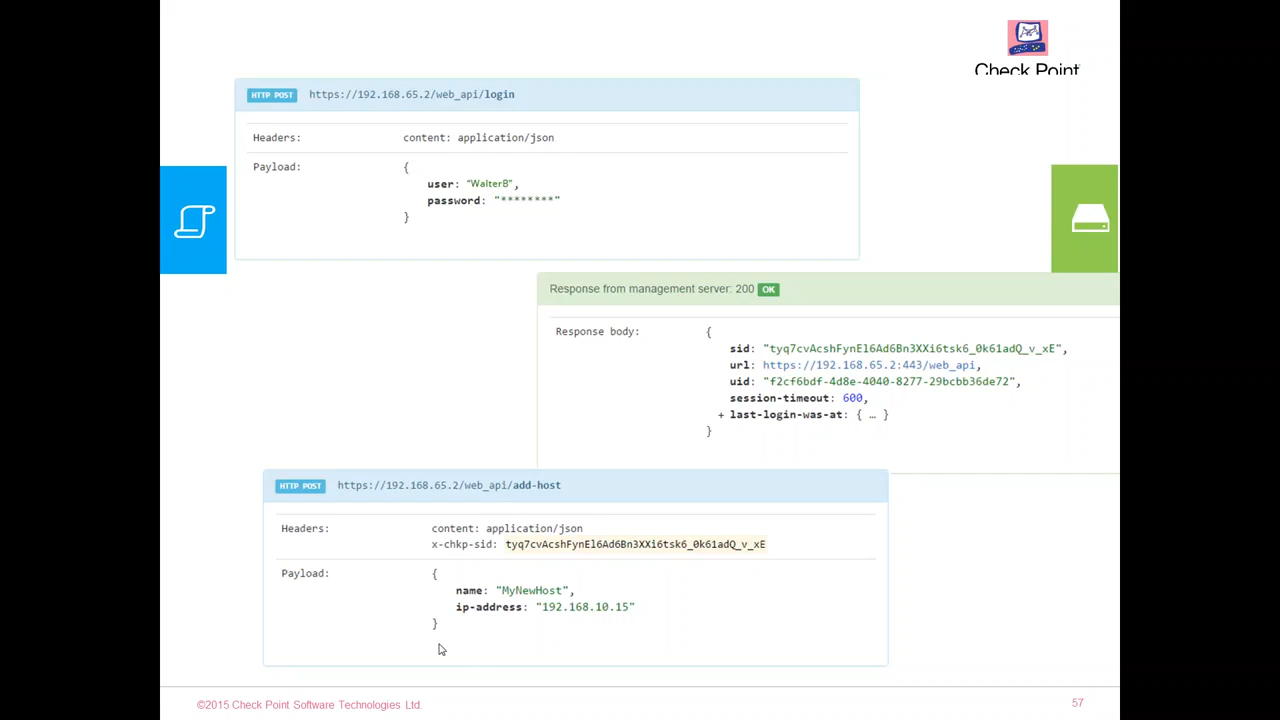 Check Point
HTTP POST https://192.168.65.2/web_api/login
Headers: content: application/json
Payload: {
user: "WalterB",
password: "********"
}
Response from management server: 200 OK
Response body: {
sid: "tyq7cvAcshFynEl6Ad6Bn3XXi6tsk6_0k61adQ_v_xE",
url: https://192.168.65.2:443/web_api,
uid: "f2cf6bdf-4d8e-4040-8277-29bcbb36de72",
session-timeout: 600,
+ last-login-was-at: { … }
}
HTTP POST https://192.168.65.2/web_api/add-host
Headers: content: application/json
x-chkp-sid: tyq7cvAcshFynEl6Ad6Bn3XXi6tsk6_0k61adQ_v_xE
Payload: {
name: "MyNewHost",
ip-address: "192.168.10.15"
}
©2015 Check Point Software Technologies Ltd. 57